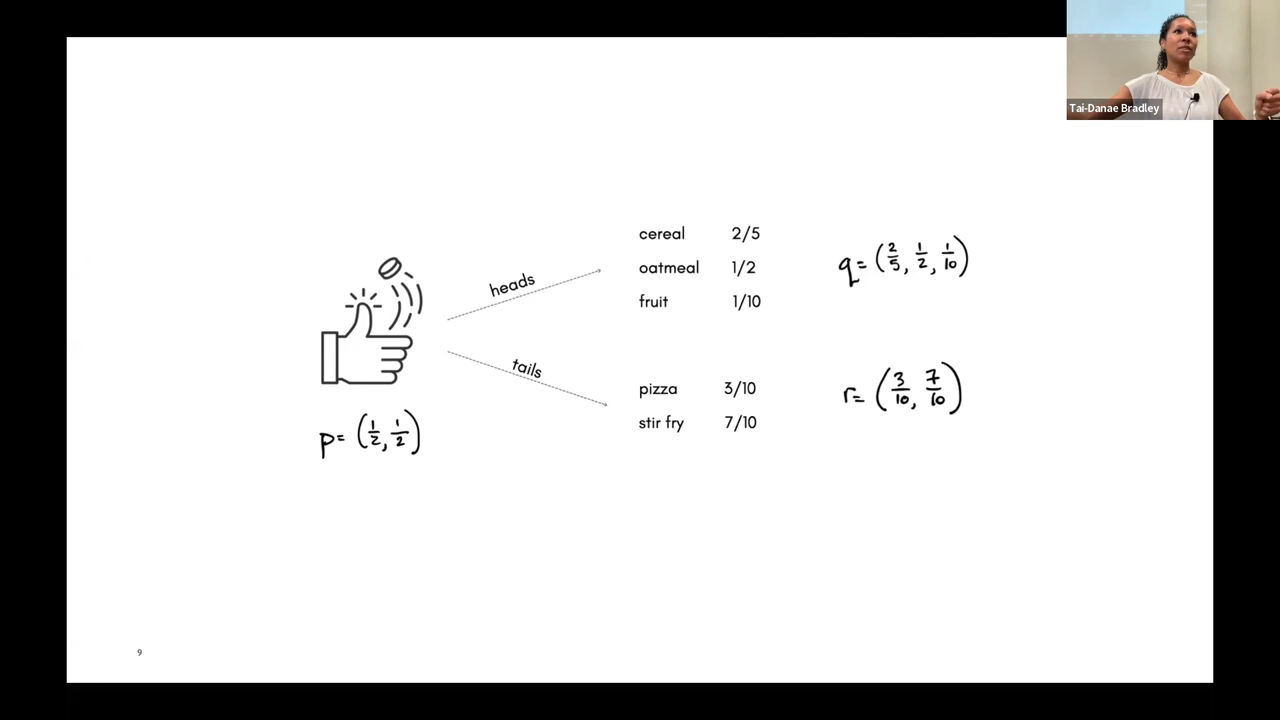 Tai-Danae Bradley
heads
cereal 2/5
oatmeal 1/2
fruit 1/10
q= (2/5, 1/2, 1/10)
tails
pizza 3/10
stir fry 7/10
r= (3/10, 7/10)
p= (1/2, 1/2)
9